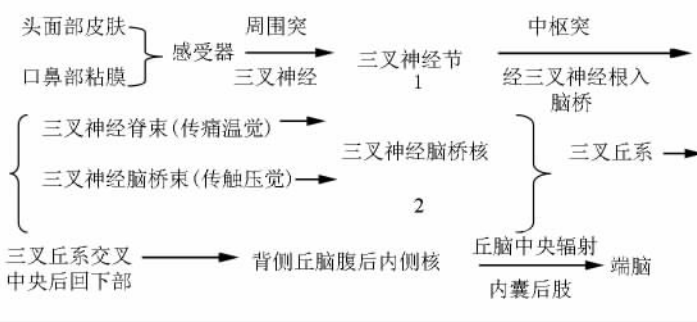 头面部皮肤
口鼻部粘膜
感受器
周围突
三叉神经
三叉神经节
1
中枢突
经三叉神经根入
脑桥
三叉神经脊束(传痛温觉)
三叉神经脑桥束(传触压觉)
三叉神经脑桥核
2
三叉丘系
三叉丘系交叉
中央后回下部
背侧丘脑腹后内侧核
丘脑中央辐射
内囊后肢
端脑